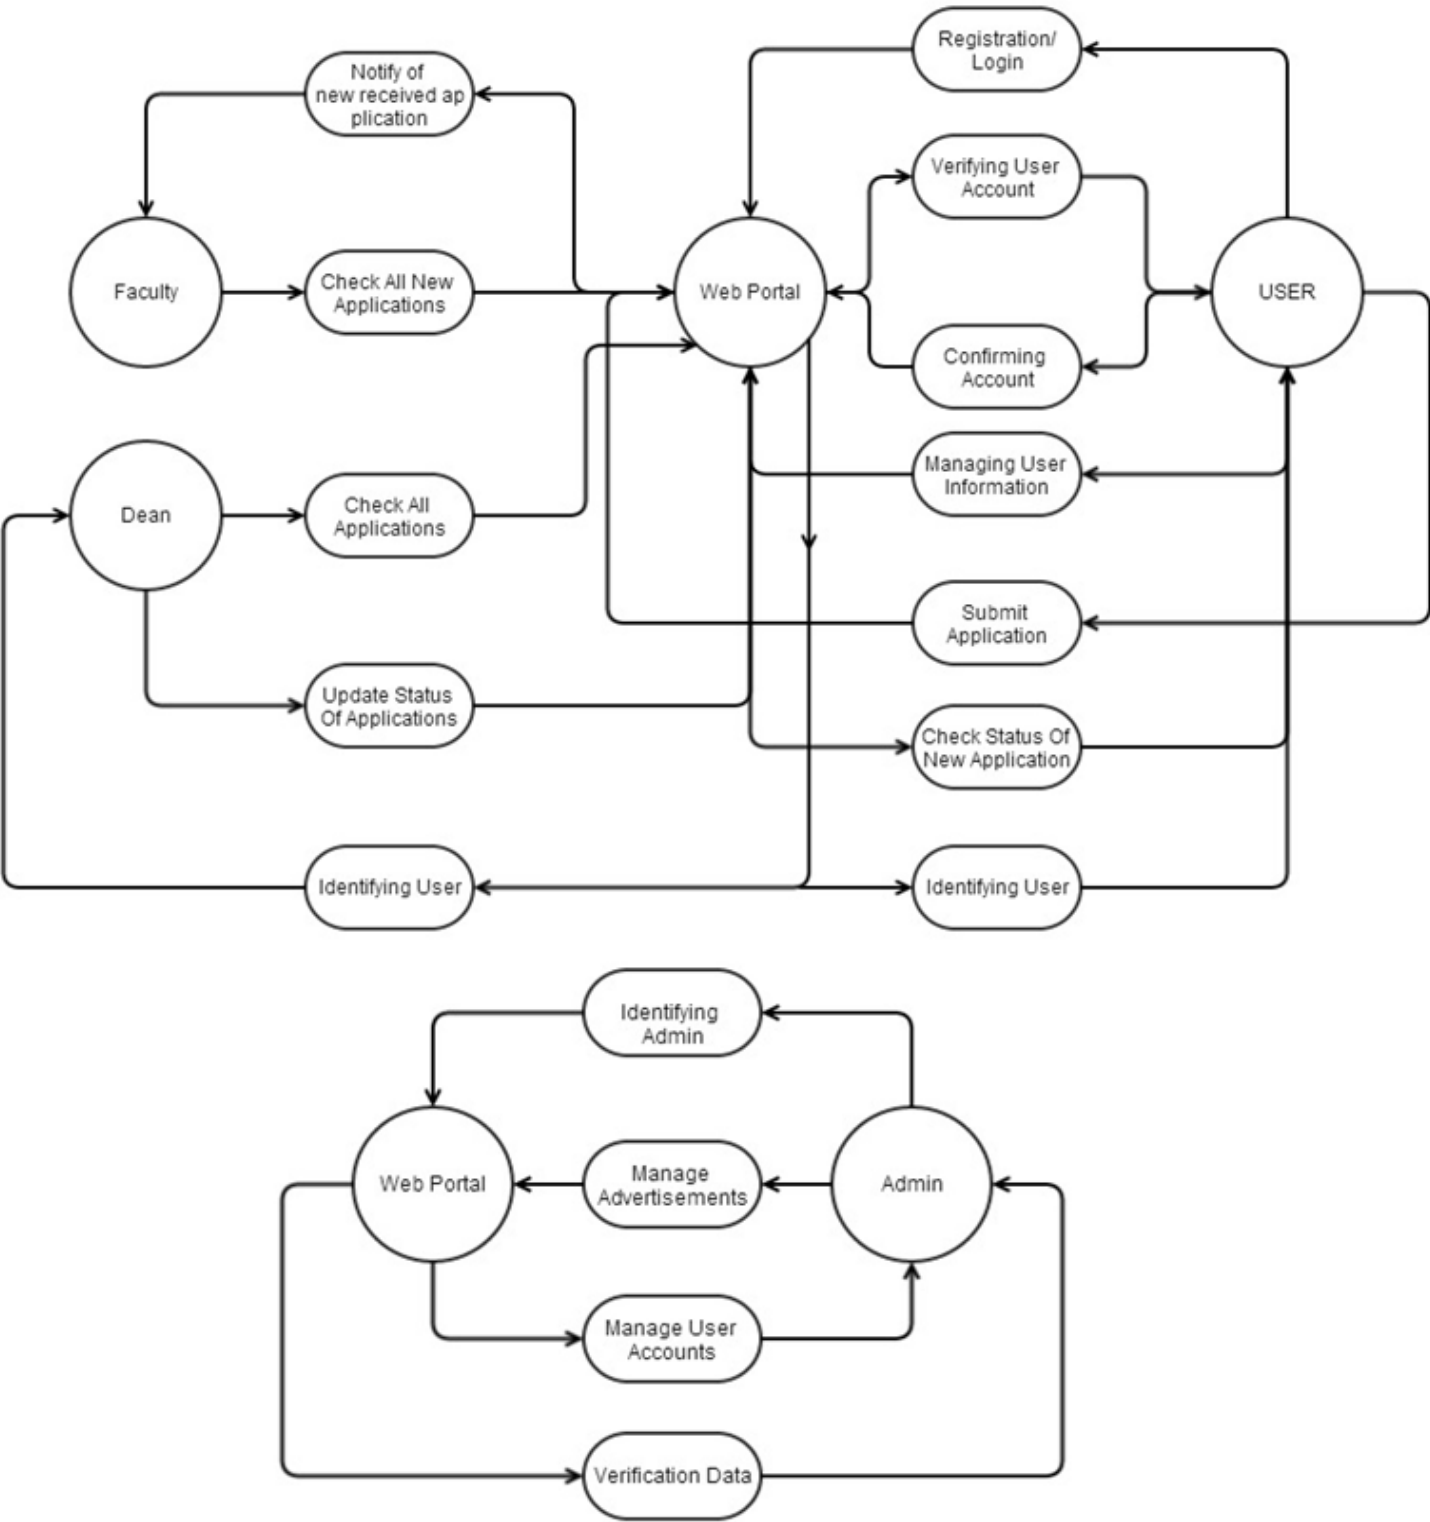 Registration/
Login
Notify of
new received ap
plication
Verifying User
Account
Faculty
Check All New
Applications
Web Portal
USER
Confirming
Account
Managing User
Information
Dean
Check All
Applications
Submit
Application
Update Status
Of Applications
Check Status Of
New Application
Identifying User
Identifying User
Identifying
Admin
Web Portal
Manage
Advertisements
Admin
Manage User
Accounts
Verification Data